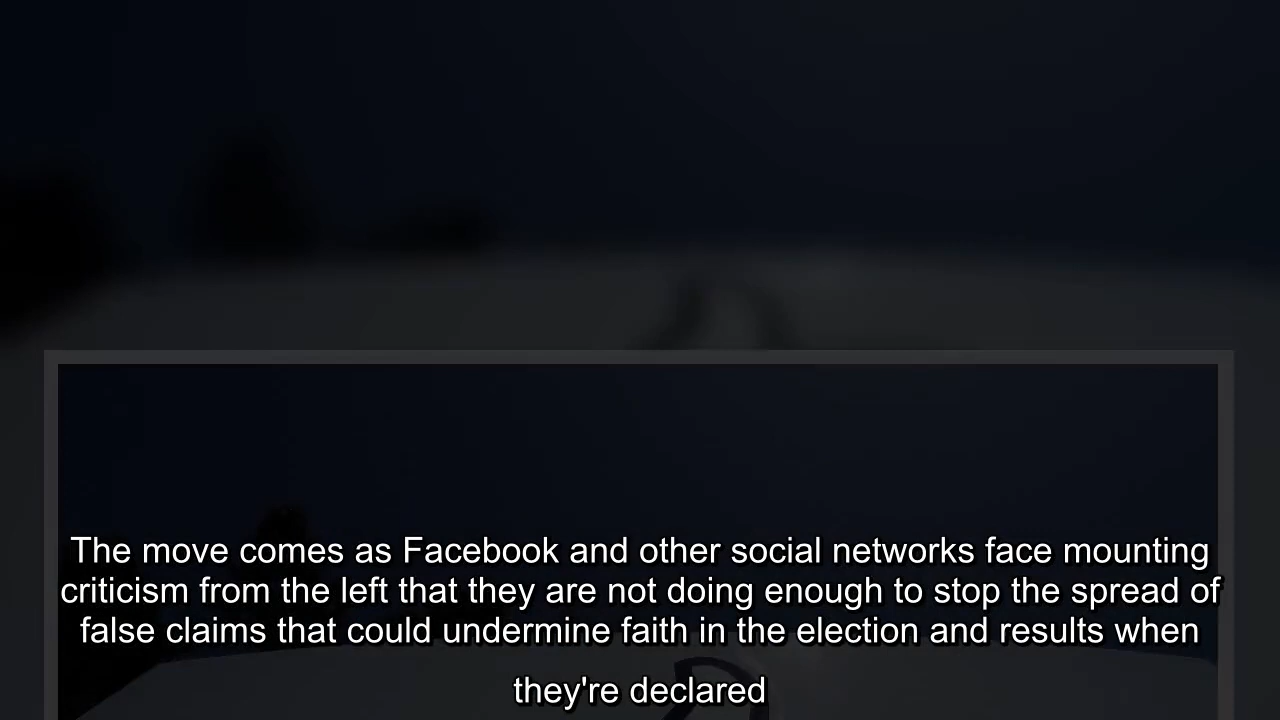 The move comes as Facebook and other social networks face mounting
criticism from the left that they are not doing enough to stop the spread of
false claims that could undermine faith in the election and results when
they're declared